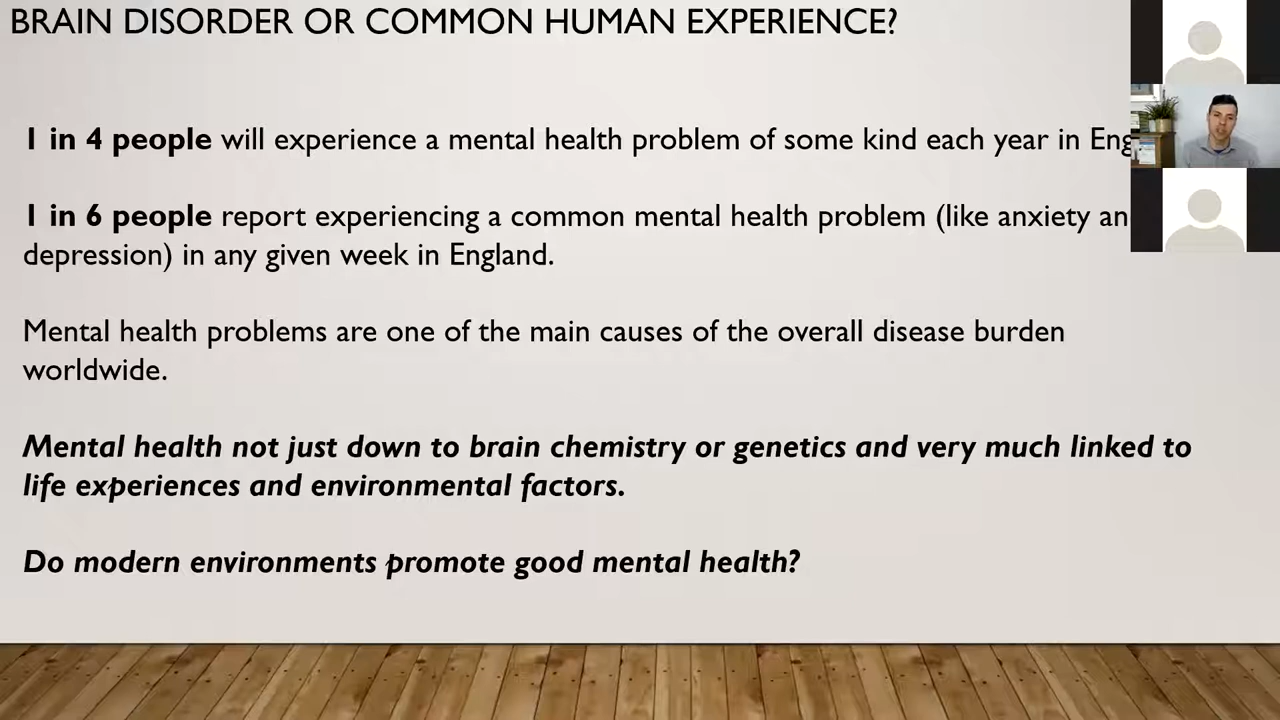 BRAIN DISORDER OR COMMON HUMAN EXPERIENCE?
1 in 4 people will experience a mental health problem of some kind each year in Eng
1 in 6 people report experiencing a common mental health problem (like anxiety an
depression) in any given week in England.
Mental health problems are one of the main causes of the overall disease burden
worldwide.
Mental health not just down to brain chemistry or genetics and very much linked to
life experiences and environmental factors.
Do modern environments promote good mental health?